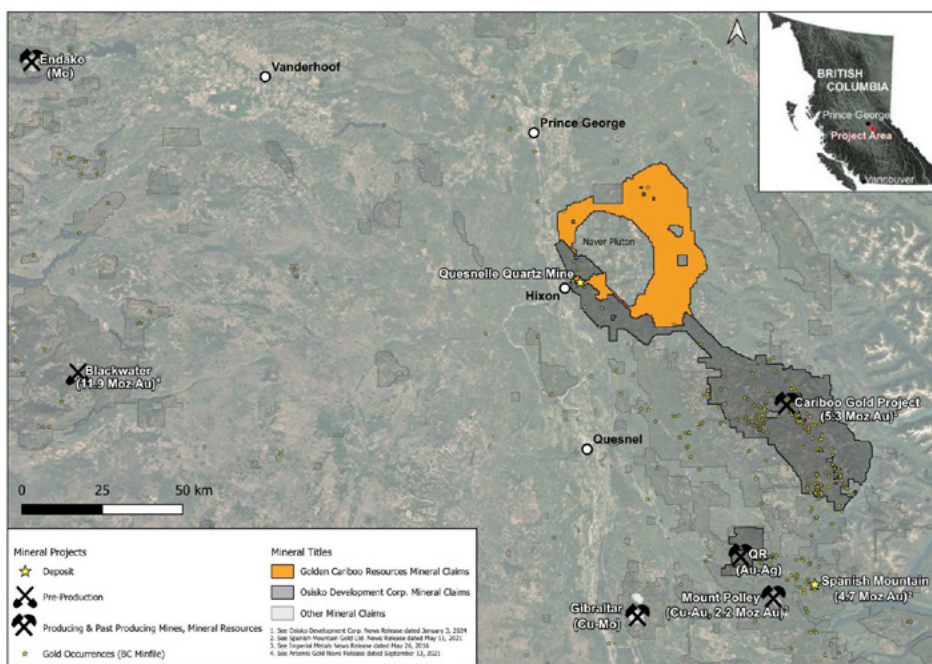 Endako
(Mo)
Vanderhoof
Prince George
BRITISH
COLUMBIA
Prince George
Project Area
Vancouver
Naver Pluton
Quesnelle Quartz Mine
Hixon
Blackwater
(11.9 Moz Au)⁴
Cariboo Gold Project
(5.3 Moz Au)¹
Quesnel
0 25 50 km
QR
(Au-Ag)
Spanish Mountain
(4.7 Moz Au)²
Mount Polley
(Cu-Au, 2.2 Moz Au)³
Gibraltar
(Cu-Mo)
Mineral Projects
Deposit
Pre-Production
Producing & Past Producing Mines, Mineral Resources
Gold Occurrences (BC Minfile)
Mineral Titles
Golden Cariboo Resources Mineral Claims
Osisko Development Corp. Mineral Claims
Other Mineral Claims
1. See Osisko Development Corp. News Release dated January 3, 2024
2. See Spanish Mountain Gold Ltd. News Release dated May 11, 2021
3. See Imperial Metals News Release dated May 26, 2016
4. See Artemis Gold News Release dated September 13, 2021